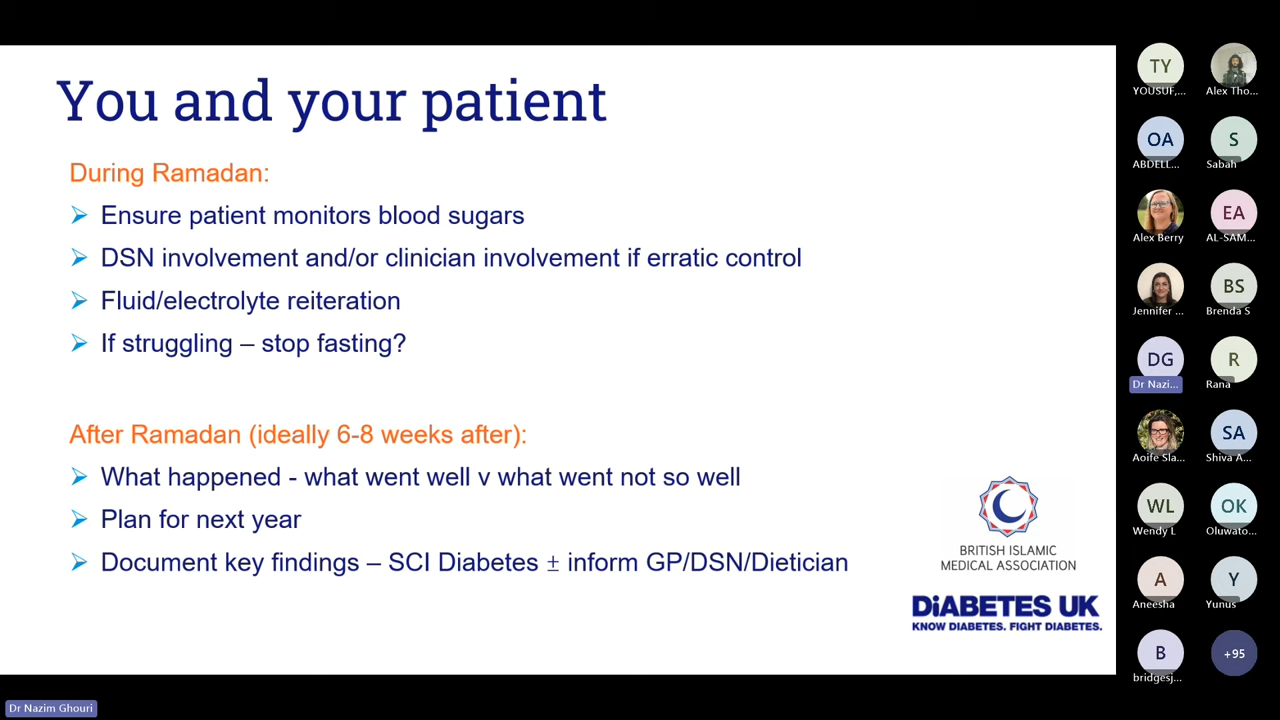 You and your patient
During Ramadan:
Ensure patient monitors blood sugars
DSN involvement and/or clinician involvement if erratic control
Fluid/electrolyte reiteration
If struggling – stop fasting?
After Ramadan (ideally 6-8 weeks after):
What happened - what went well v what went not so well
Plan for next year
Document key findings – SCI Diabetes ± inform GP/DSN/Dietician
BRITISH ISLAMIC
MEDICAL ASSOCIATION
DiABETES UK
KNOW DIABETES. FIGHT DIABETES.
TY
YOUSUF,...
Alex Tho...
OA
ABDELL...
S
Sabah
Alex Berry
EA
AL-SAM...
Jennifer ...
BS
Brenda S
DG
Dr Nazi...
R
Rana
Aoife Sla...
SA
Shiva A...
WL
Wendy L
OK
Oluwato...
A
Aneesha
Y
Yunus
B
bridgesj...
+95
Dr Nazim Ghouri